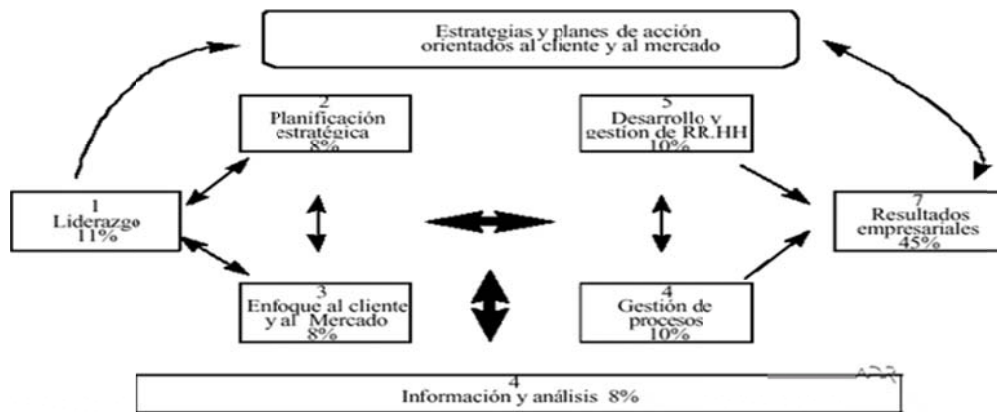 Estrategias y planes de acción
orientados al cliente y al mercado
2
Planificación
estratégica
8%
5
Desarrollo y
gestion de RR.HH
10%
1
Liderazgo
11%
7
Resultados
empresariales
45%
3
Enfoque al cliente
y al Mercado
8%
4
Gestión de
procesos
10%
4
Información y análisis 8%